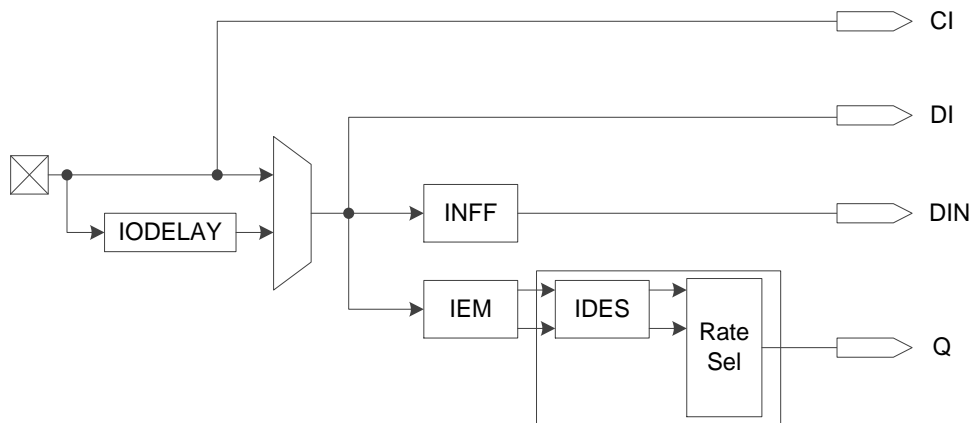 CI
DI
IODELAY
INFF
DIN
IEM
IDES
Rate
Sel
Q